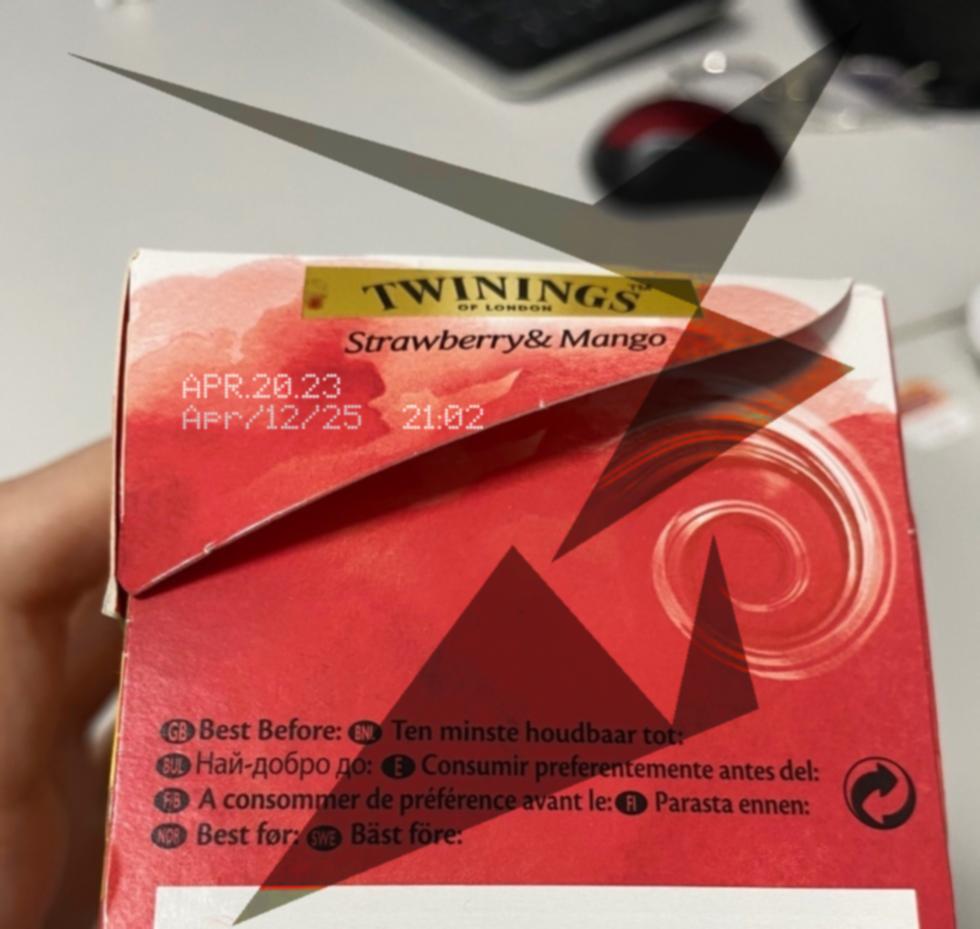 TWININGS™
OF LONDON
Strawberry& Mango
APR.20.23
Apr/12/25 21:02
GB Best Before: BNL Ten minste houdbaar tot:
BUL Най-добро до: E Consumir preferentemente antes del:
F/B A consommer de préférence avant le: FI Parasta ennen:
NOR Best før: SWE Bäst före: